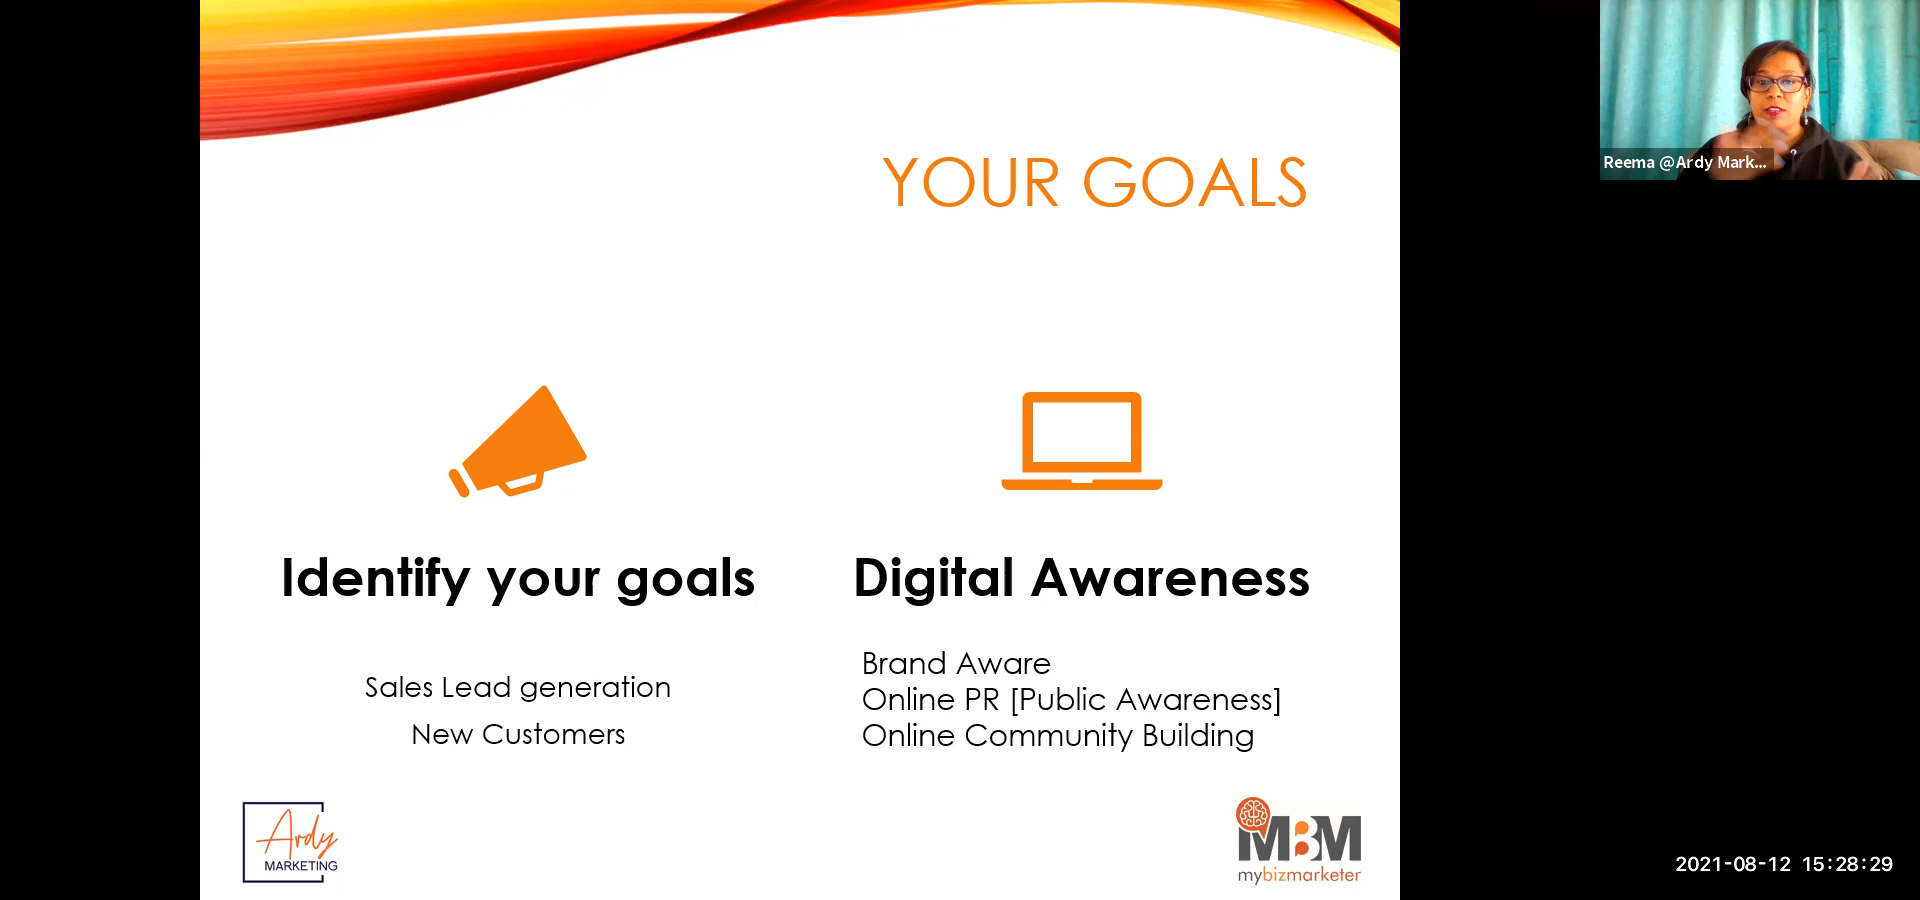 YOUR GOALS
Identify your goals
Sales Lead generation
New Customers
Digital Awareness
Brand Aware
Online PR [Public Awareness]
Online Community Building
Ardy
MARKETING
MBM
mybizmarketer
Reema @Ardy Mark...
2021-08-12 15:28:29